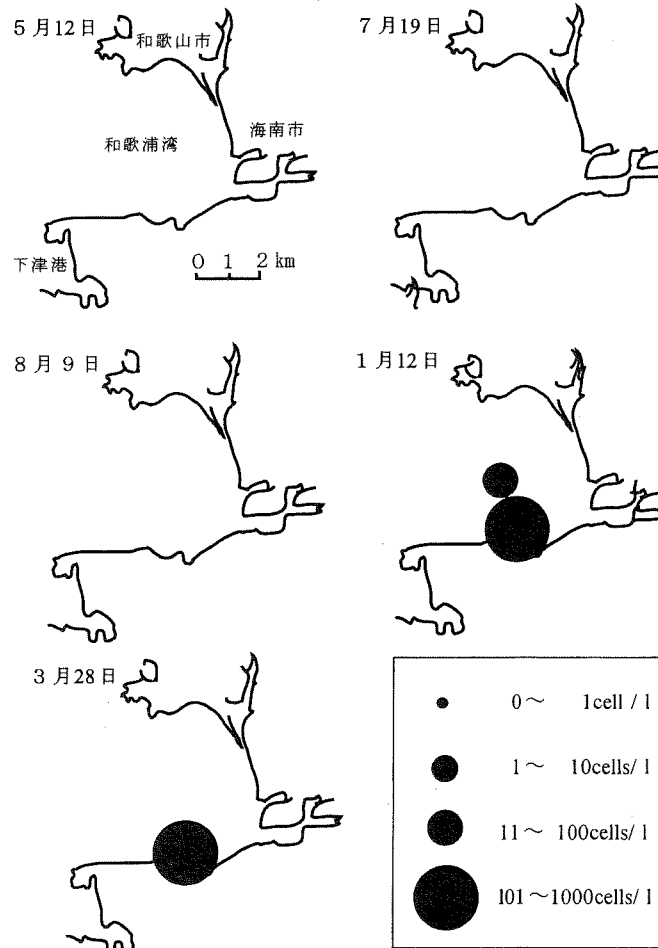 5月12日
和歌山市
和歌浦湾
海南市
下津港
0 1 2 km
7月19日
8月9日
1月12日
3月28日
0～ 1cell / l
1～ 10cells/ l
11～ 100cells/ l
101～1000cells/ l